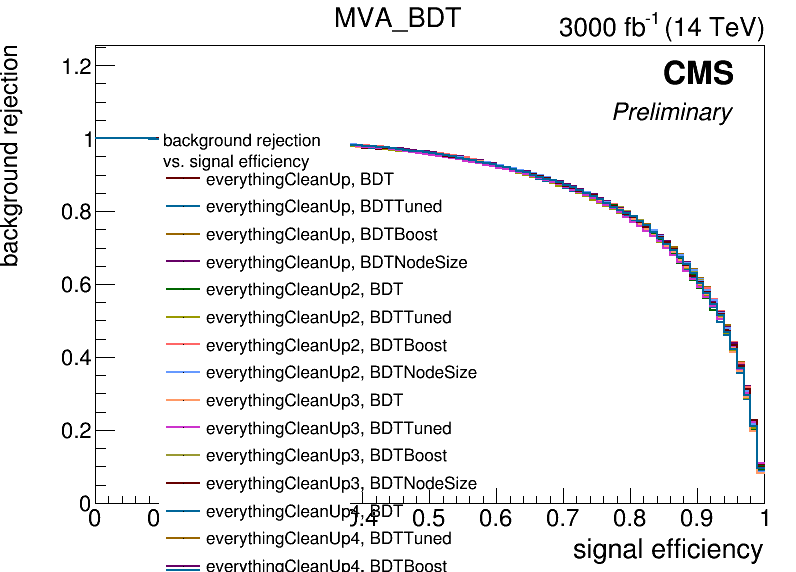 MVA_BDT
3000 fb-1 (14 TeV)
CMS
Preliminary
background rejection
1.2
1
0.8
0.6
0.4
0.2
0
background rejection
vs. signal efficiency
everythingCleanUp, BDT
everythingCleanUp, BDTTuned
everythingCleanUp, BDTBoost
everythingCleanUp, BDTNodeSize
everythingCleanUp2, BDT
everythingCleanUp2, BDTTuned
everythingCleanUp2, BDTBoost
everythingCleanUp2, BDTNodeSize
everythingCleanUp3, BDT
everythingCleanUp3, BDTTuned
everythingCleanUp3, BDTBoost
everythingCleanUp3, BDTNodeSize
everythingCleanUp4, BDT
everythingCleanUp4, BDTTuned
everythingCleanUp4, BDTBoost
0 0 0.5 0.6 0.7 0.8 0.9 1
signal efficiency